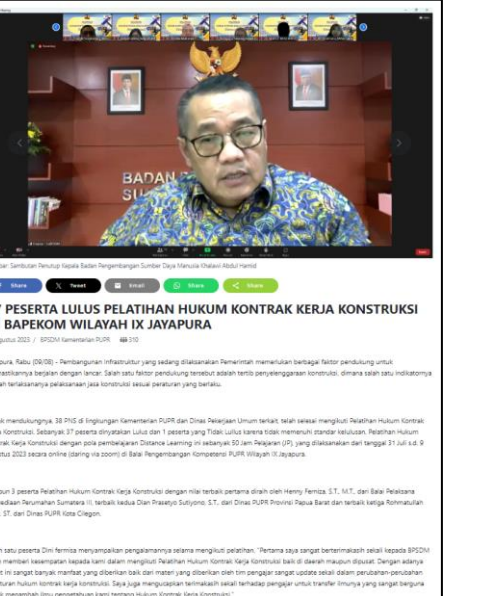 BADAN
SU
Sambutan Penutup Kepala Badan Pengembangan Sumber Daya Manusia Khalawi Abdul Hamid
Share Tweet Email Share Share
PESERTA LULUS PELATIHAN HUKUM KONTRAK KERJA KONSTRUKSI
BAPEKOM WILAYAH IX JAYAPURA
2023 / BPSDM Kementerian PUPR 310
Rabu (09/08) - Pembangunan infrastruktur yang sedang dilaksanakan Pemerintah memerlukan berbagai faktor pendukung untuk
berjalan dengan lancar. Salah satu faktor pendukung tersebut adalah tertib penyelenggaraan konstruksi, dimana salah satu indikatornya
terlaksananya pelaksanaan jasa konstruksi sesuai peraturan yang berlaku.
mendukungnya, 38 PNS di lingkungan Kementerian PUPR dan Dinas Pekerjaan Umum terkait, telah selesai mengikuti Pelatihan Hukum Kontrak
Konstruksi. Sebanyak 37 peserta dinyatakan Lulus dan 1 peserta yang Tidak Lulus karena tidak memenuhi standar kelulusan. Pelatihan Hukum
Kerja Konstruksi dengan pola pembelajaran Distance Learning ini sebanyak 50 Jam Pelajaran (JP), yang dilaksanakan dari tanggal 31 Juli s.d. 9
2023 secara online (daring via zoom) di Balai Pengembangan Kompetensi PUPR Wilayah IX Jayapura.
3 peserta Pelatihan Hukum Kontrak Kerja Konstruksi dengan nilai terbaik pertama diraih oleh Henny Ferniza, S.T., M.T., dari Balai Pelaksana
Perumahan Sumatera III, terbaik kedua Dian Prasetyo Sutiyono, S.T., dari Dinas PUPR Provinsi Papua Barat dan terbaik ketiga Rohmatullah
ST. dari Dinas PUPR Kota Cilegon.
satu peserta Dini fermisa menyampaikan pengalamannya selama mengikuti pelatihan. "Pertama saya sangat berterimakasih sekali kepada BPSDM
memberi kesempatan kepada kami dalam mengikuti Pelatihan Hukum Kontrak Kerja Konstruksi baik di daerah maupun dipusat. Dengan adanya
ini sangat banyak manfaat yang diberikan baik dari materi yang diberikan oleh tim pengajar sangat update sekali dalam perubahan-perubahan
hukum kontrak kerja konstruksi. Saya juga mengucapkan terimakasih sekali terhadap pengajar untuk transfer ilmunya yang sangat berguna
menambah ilmu pengetahuan kami tentang Hukum Kontrak Kerja Konstruksi."